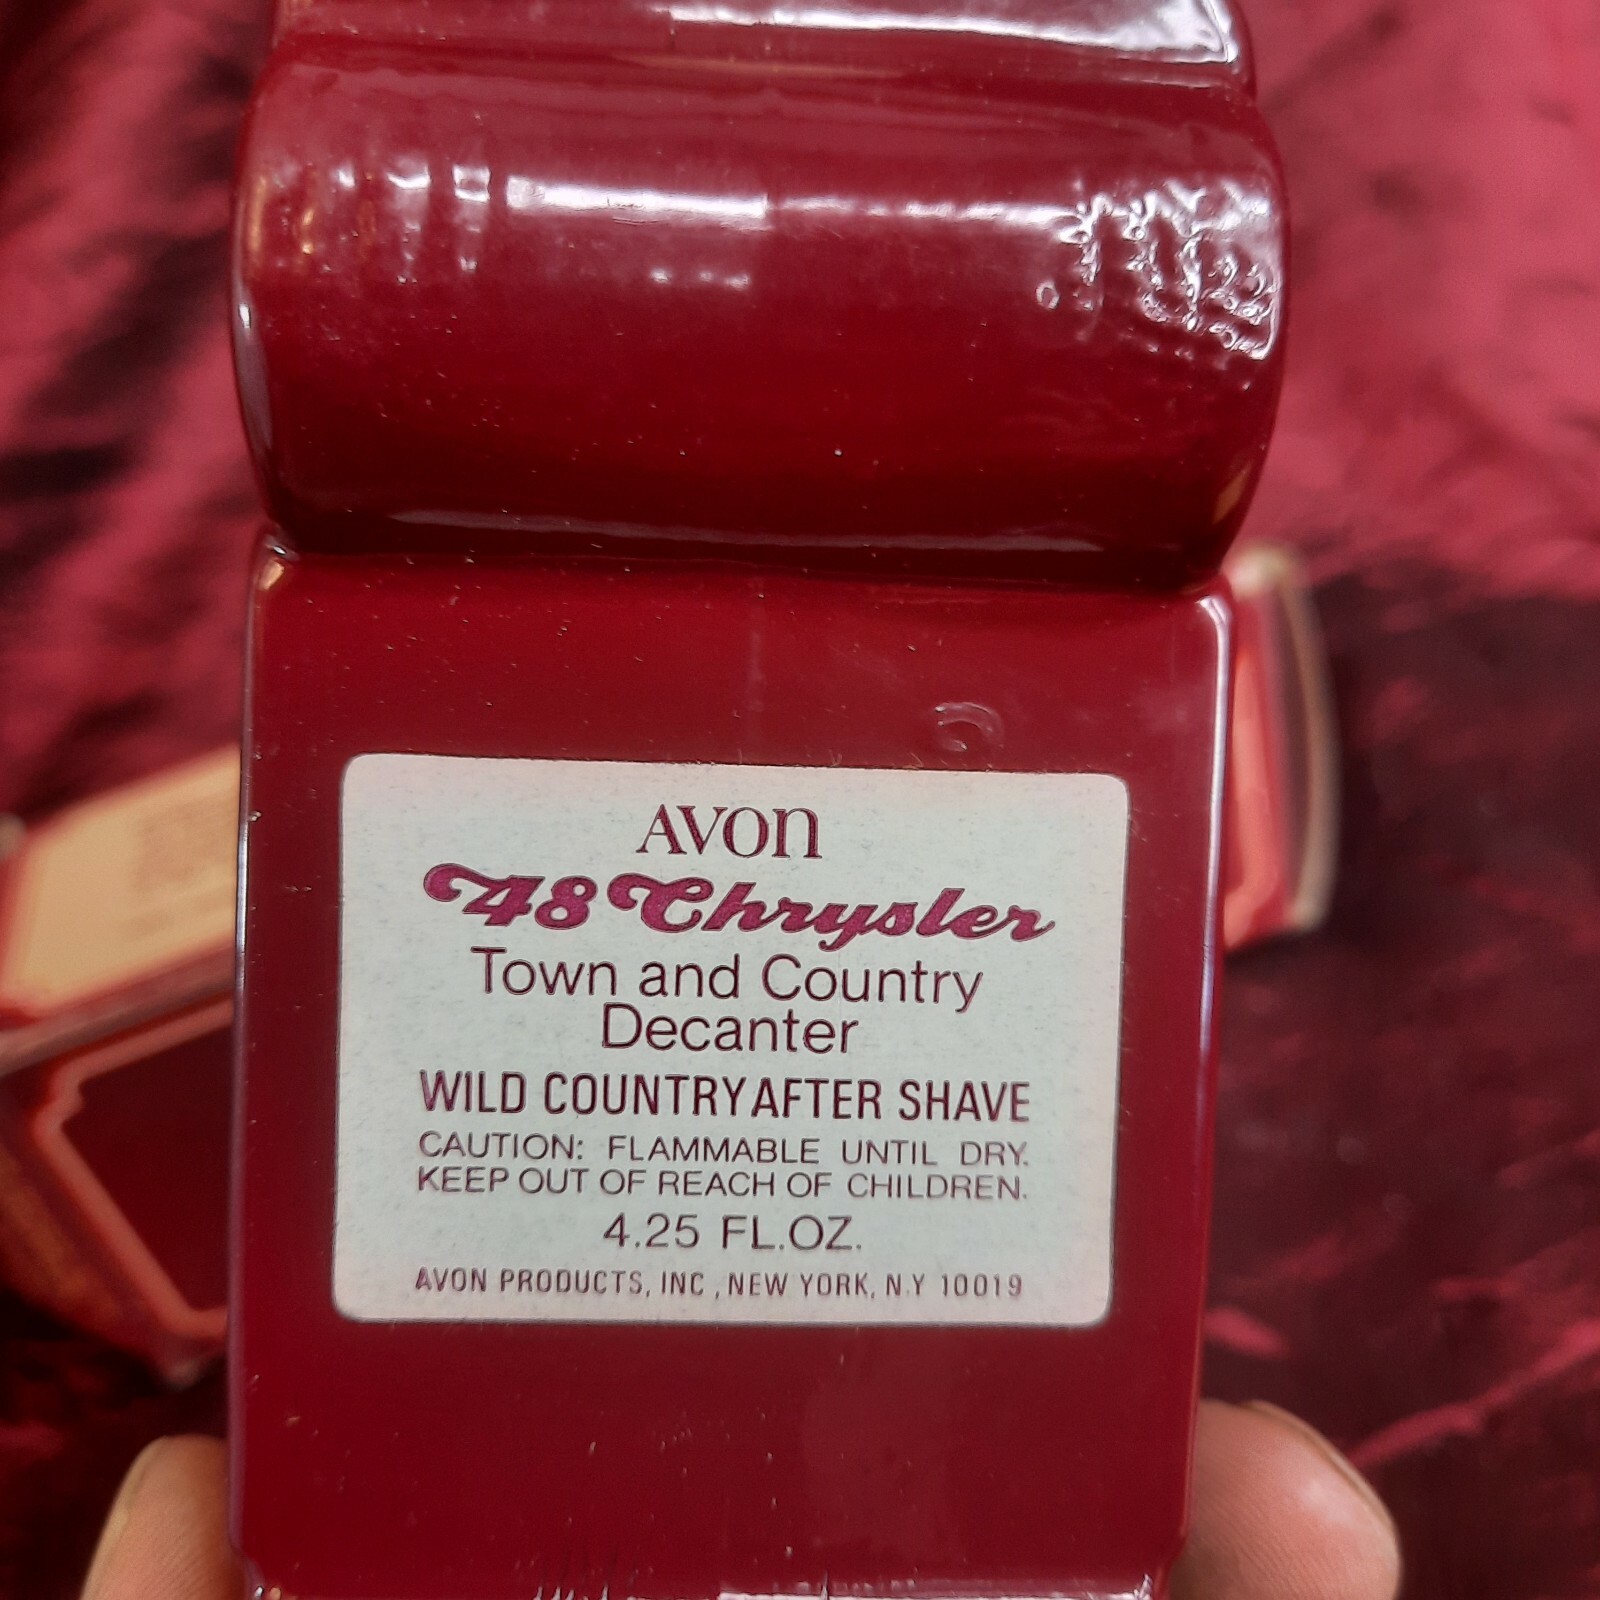 AVON
'48 Chrysler
Town and Country
Decanter
WILD COUNTRY AFTER SHAVE
CAUTION: FLAMMABLE UNTIL DRY.
KEEP OUT OF REACH OF CHILDREN.
4.25 FL.OZ.
AVON PRODUCTS, INC., NEW YORK, N.Y 10019